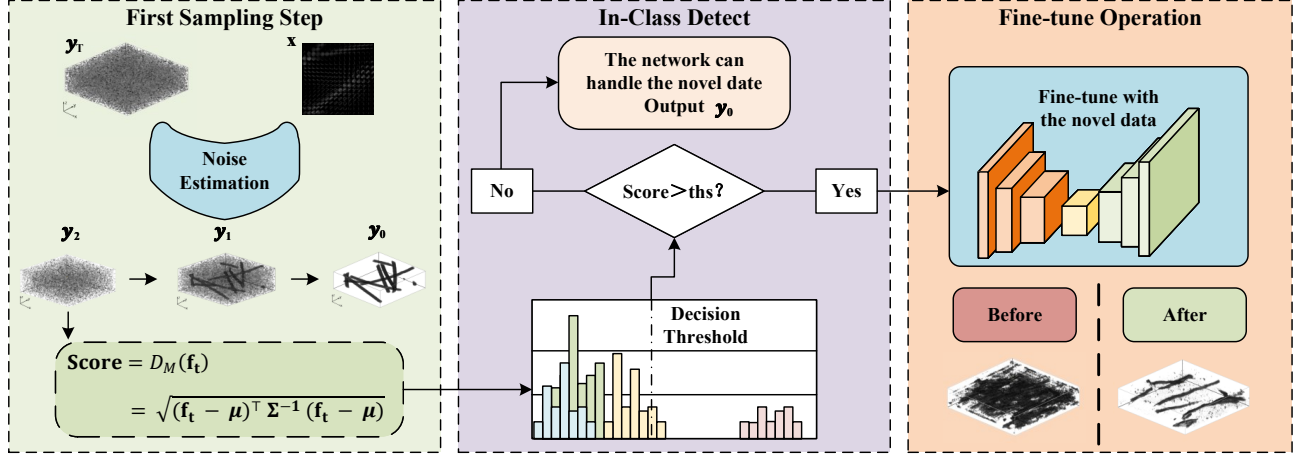 First Sampling Step
y_T
x
Noise
Estimation
y_2
y_1
y_0
Score = D_M(f_t)
= √((f_t − μ)^⊤ Σ^{−1} (f_t − μ))
In-Class Detect
The network can
handle the novel date
Output y_0
No
Score>ths?
Yes
Decision
Threshold
Fine-tune Operation
Fine-tune with
the novel data
Before
After